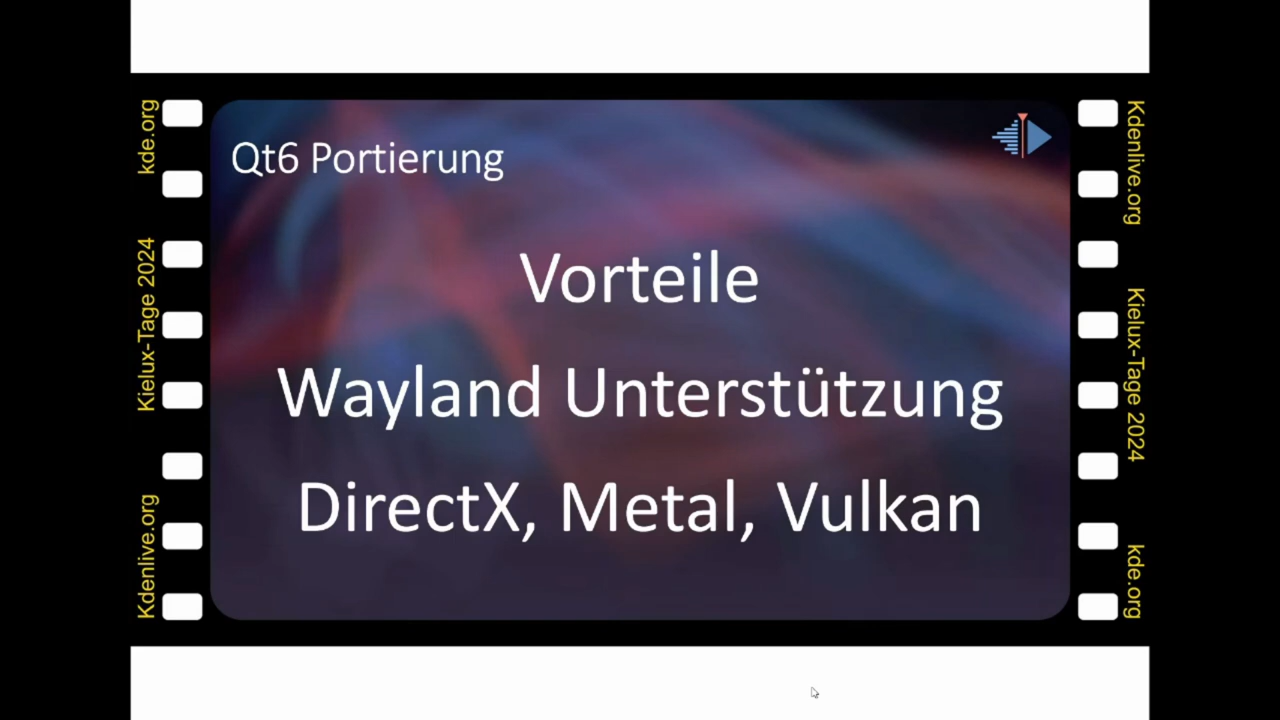 kde.org
Kielux-Tage 2024
Kdenlive.org
Qt6 Portierung
Vorteile
Wayland Unterstützung
DirectX, Metal, Vulkan
Kdenlive.org
Kielux-Tage 2024
kde.org